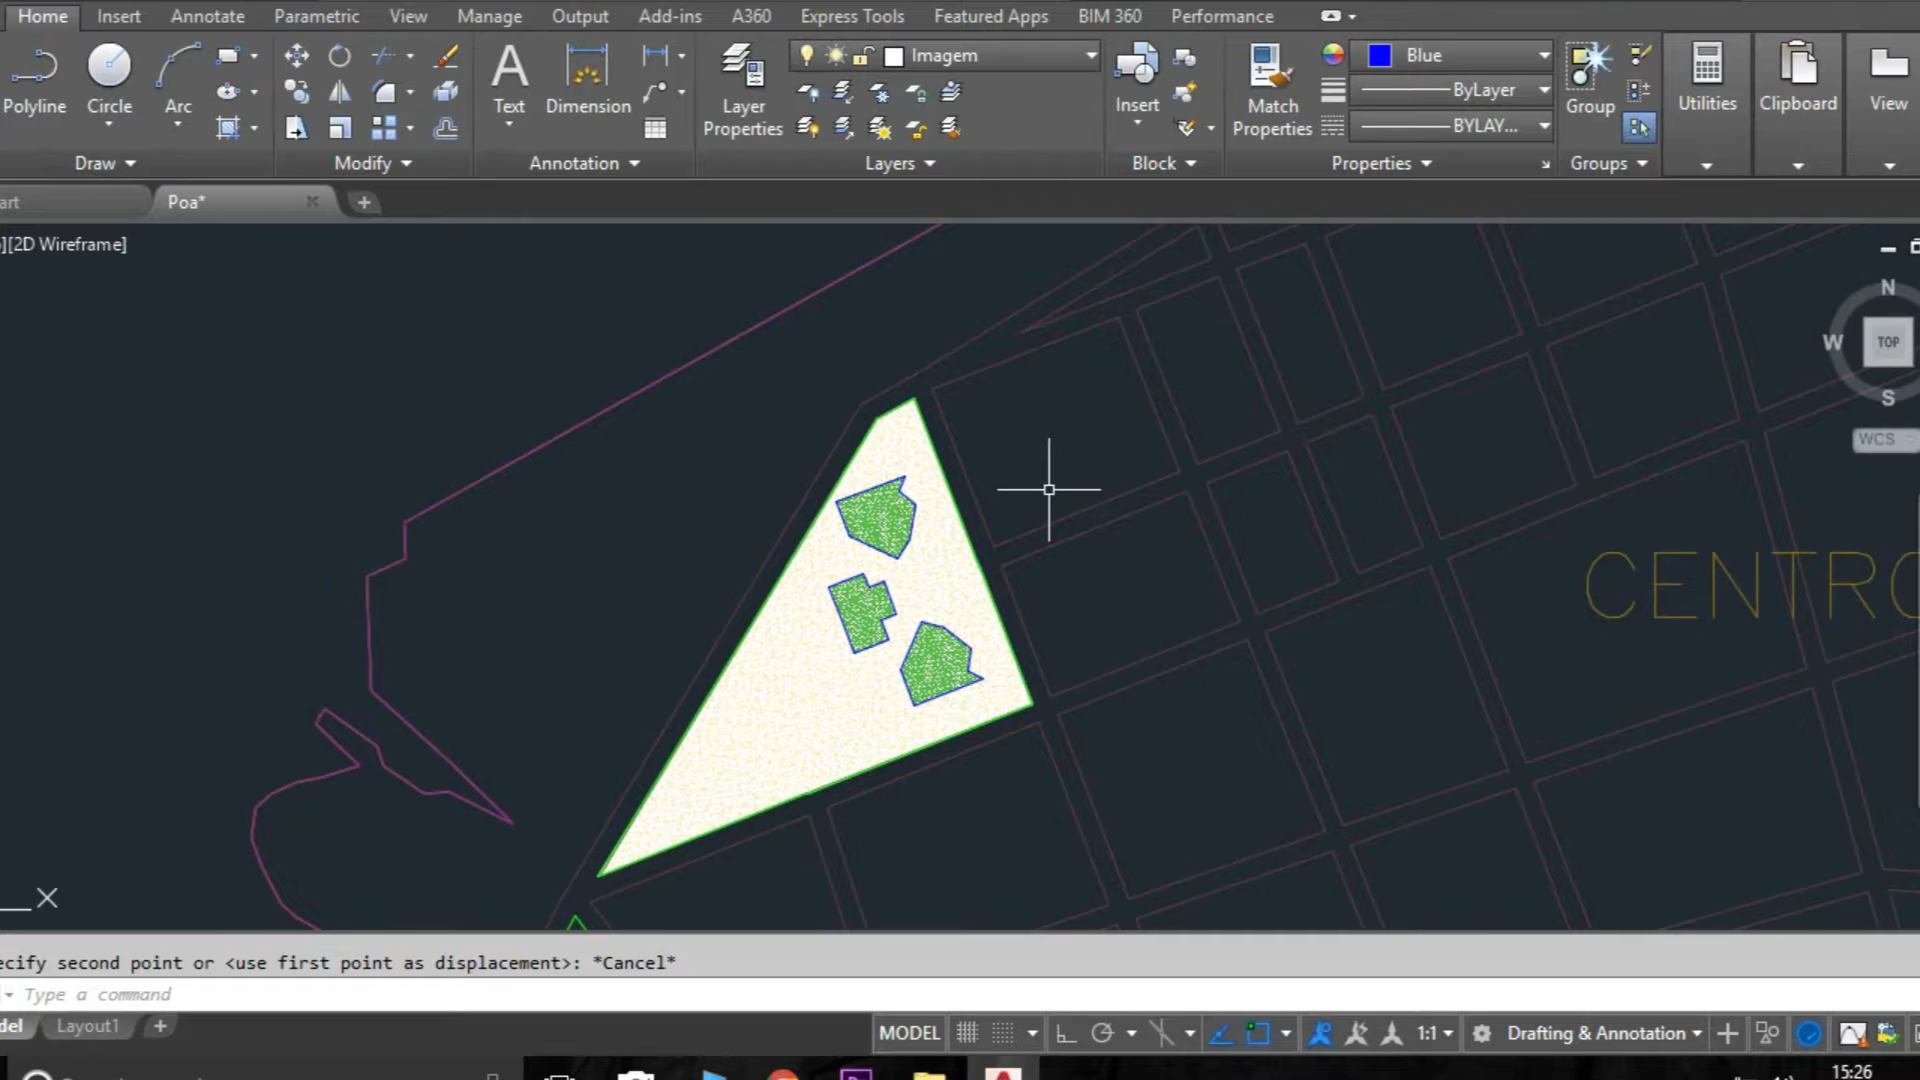 Home Insert Annotate Parametric View Manage Output Add-ins A360 Express Tools Featured Apps BIM 360 Performance
Imagem
Blue
ByLayer
BYLAY...
Polyline Circle Arc Text Dimension
Layer
Properties
Insert
Match
Properties
Group Utilities Clipboard View
Draw Modify Annotation Layers Block Properties Groups
art Poa*
][2D Wireframe]
N
W TOP
S
WCS
CENTRO
X
ecify second point or <use first point as displacement>: *Cancel*
Type a command
del Layout1
MODEL 1:1 Drafting & Annotation
15:26